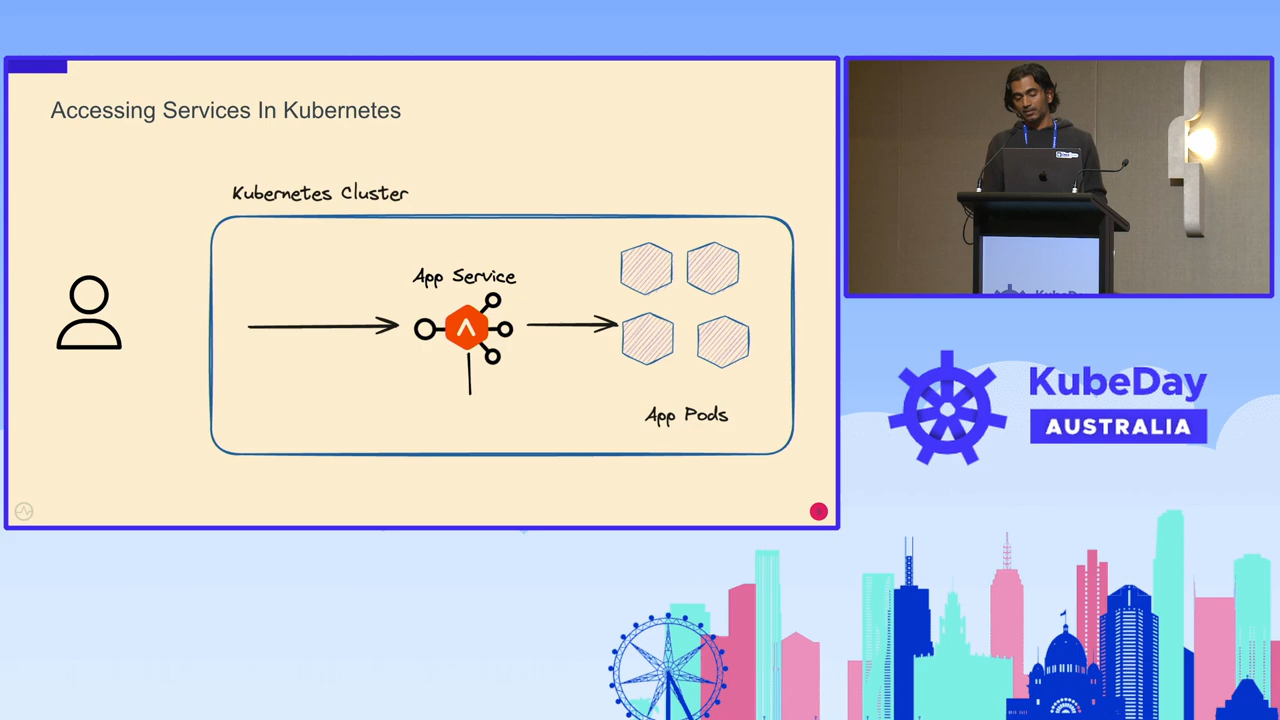 Accessing Services In Kubernetes
Kubernetes Cluster
App Service
App Pods
KubeDay
AUSTRALIA